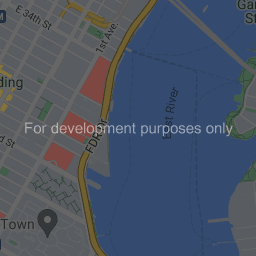 Ga
E 34th St
St
1st Ave.
ding
For development purposes only
d St
FDR Dr
East River
Town